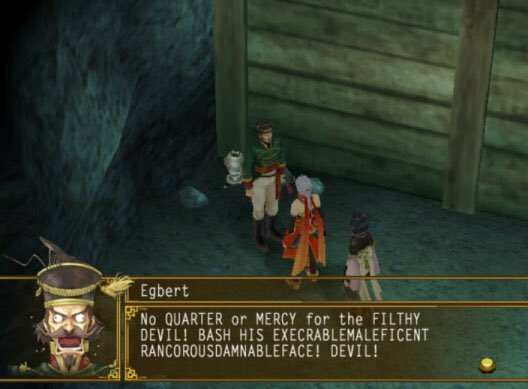 Egbert
No QUARTER or MERCY for the FILTHY
DEVIL! BASH HIS EXECRABLEMALEFICENT
RANCOROUSDAMNABLEFACE! DEVIL!